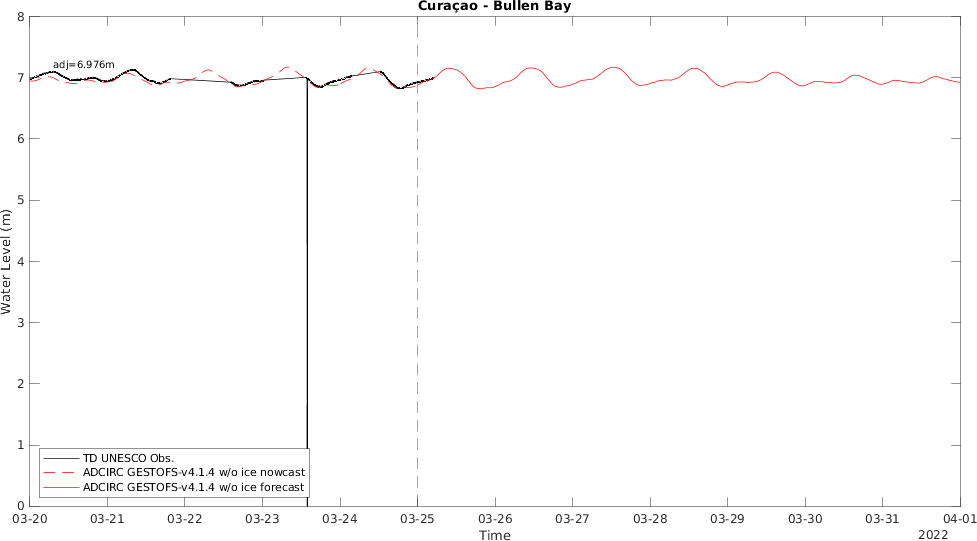 Curaçao - Bullen Bay
8
7
6
5
4
3
2
1
0
adj=6.976m
Water Level (m)
TD UNESCO Obs.
ADCIRC GESTOFS-v4.1.4 w/o ice nowcast
ADCIRC GESTOFS-v4.1.4 w/o ice forecast
03-20 03-21 03-22 03-23 03-24 03-25 03-26 03-27 03-28 03-29 03-30 03-31 04-01
Time
2022